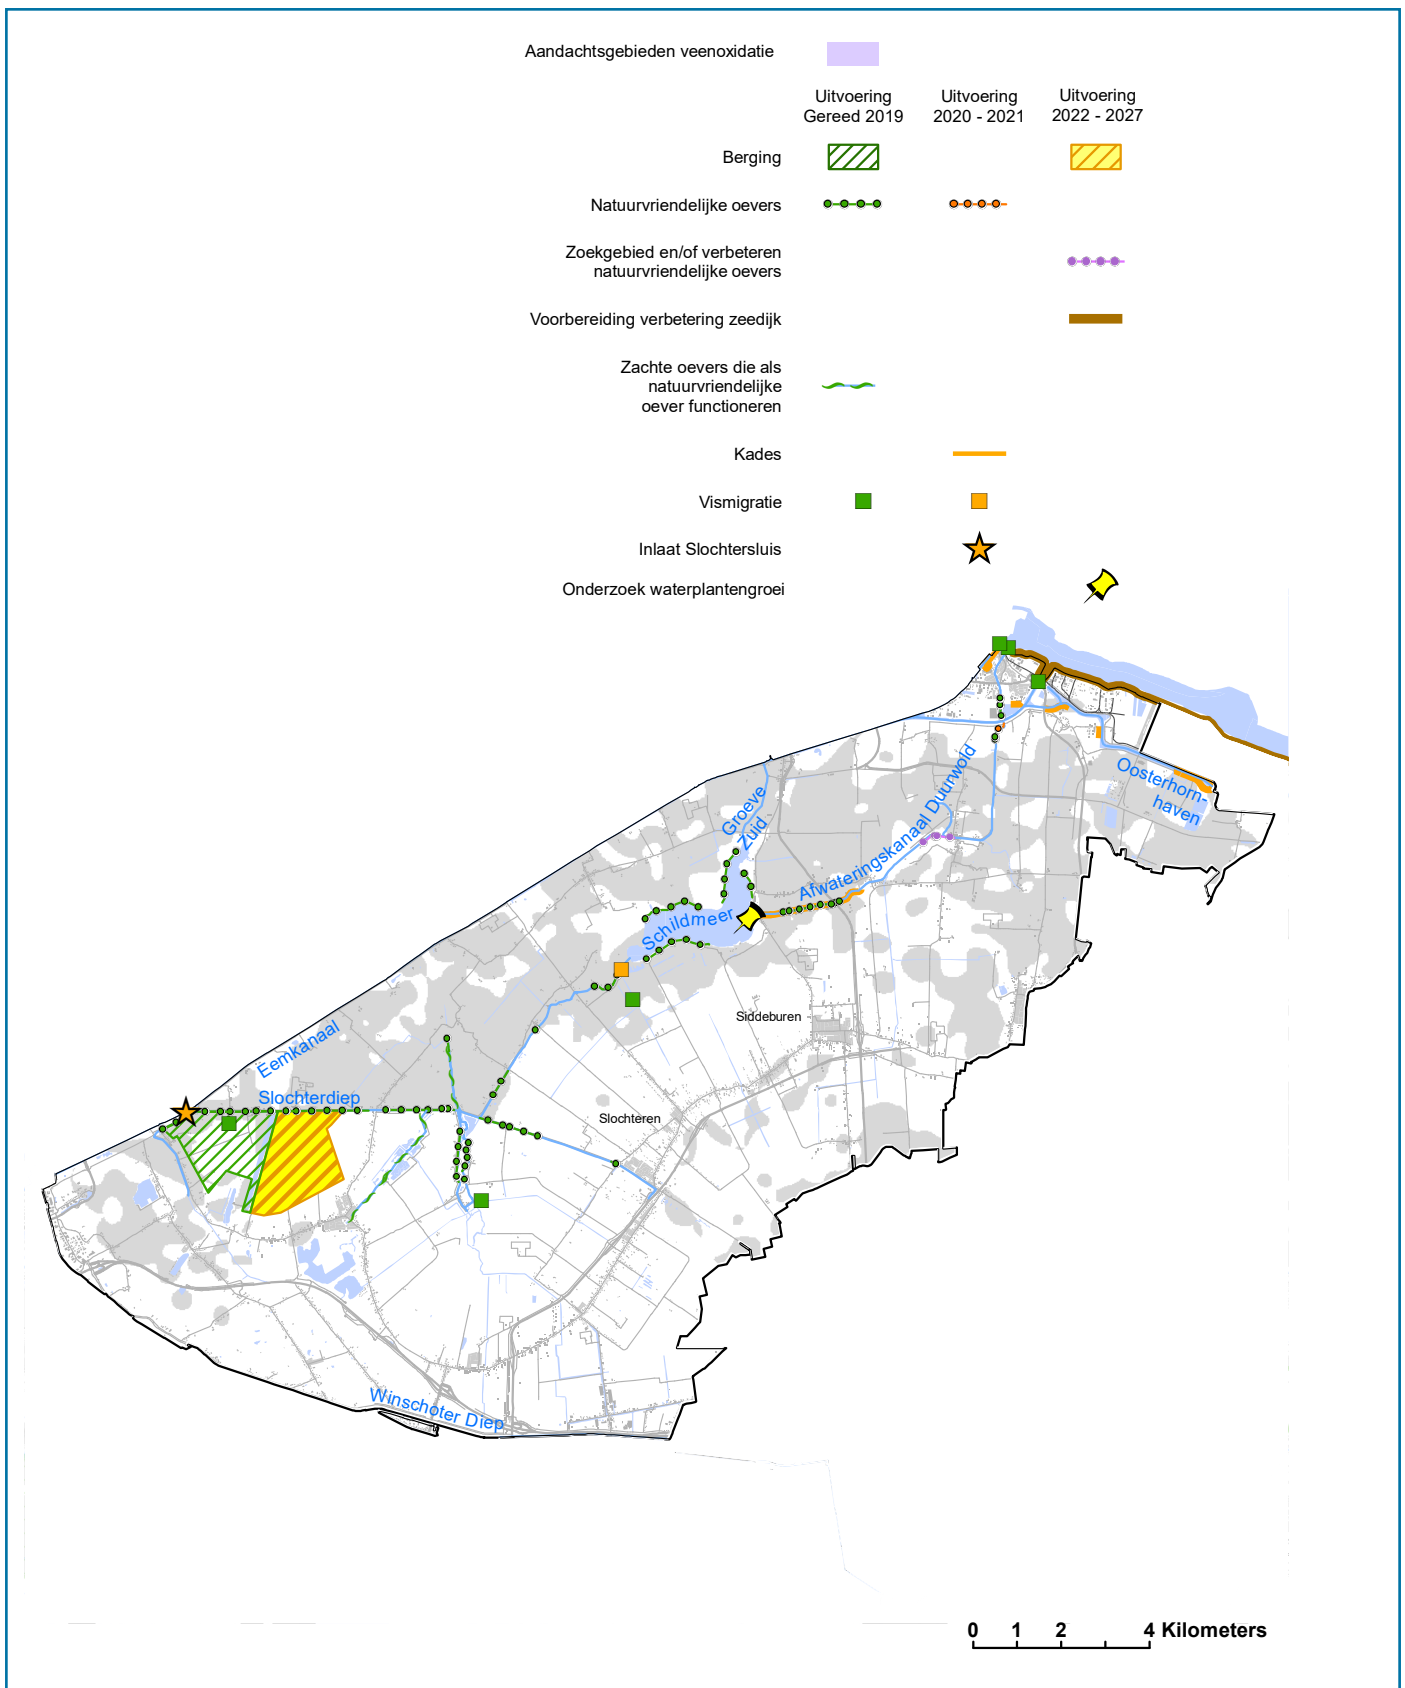 Aandachtsgebieden veenoxidatie
Uitvoering
Gereed 2019
Uitvoering
2020 - 2021
Uitvoering
2022 - 2027
Berging
Natuurvriendelijke oevers
Zoekgebied en/of verbeteren
natuurvriendelijke oevers
Voorbereiding verbetering zeedijk
Zachte oevers die als
natuurvriendelijke
oever functioneren
Kades
Vismigratie
Inlaat Slochtersluis
Onderzoek waterplantengroei
Oosterhorn-
haven
Groeve
Zuid
Afwateringskanaal Duurwold
Schildmeer
Siddeburen
Eemkanaal
Slochterdiep
Slochteren
Winschoter Diep
0 1 2 4 Kilometers